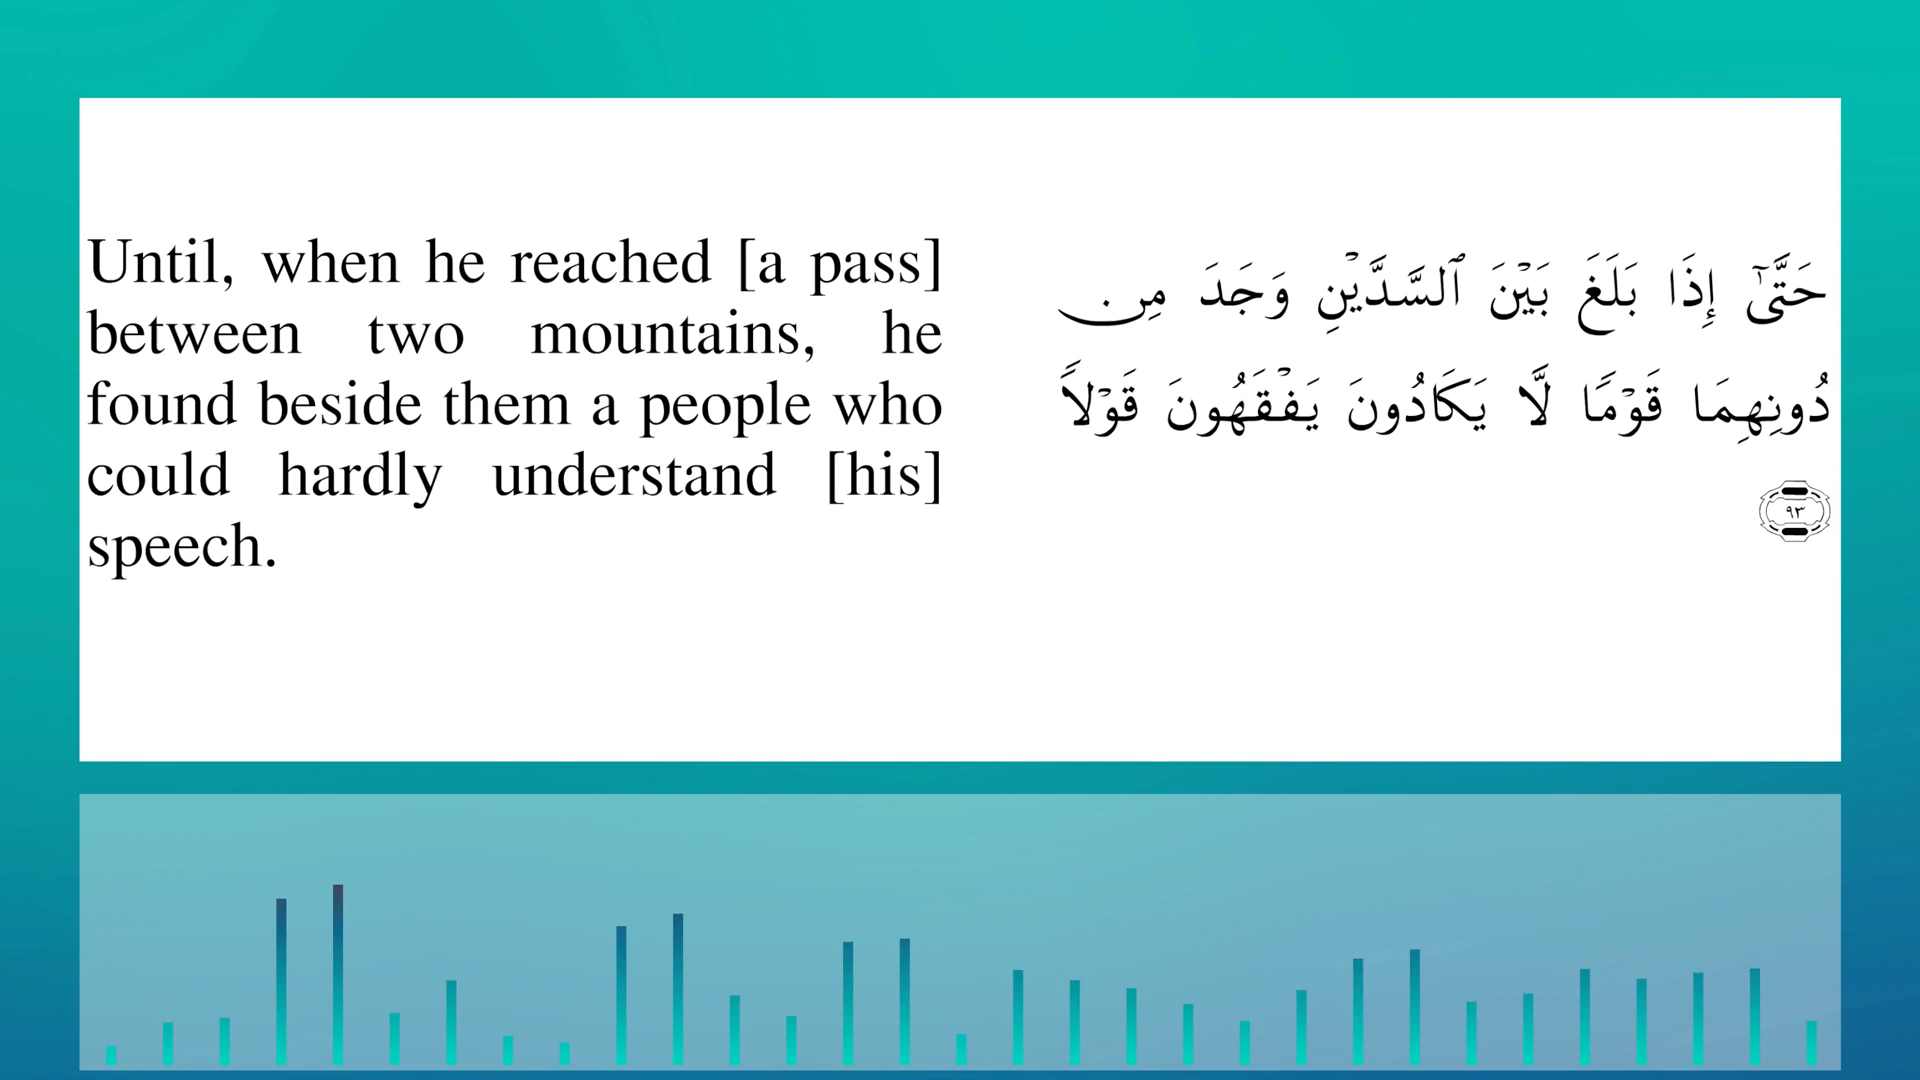 Until, when he reached [a pass]
between two mountains, he
found beside them a people who
could hardly understand [his]
speech.
حَتَّىٰٓ إِذَا بَلَغَ بَيْنَ ٱلسَّدَّيْنِ وَجَدَ مِن
دُونِهِمَا قَوْمًا لَّا يَكَادُونَ يَفْقَهُونَ قَوْلًا
٩٣